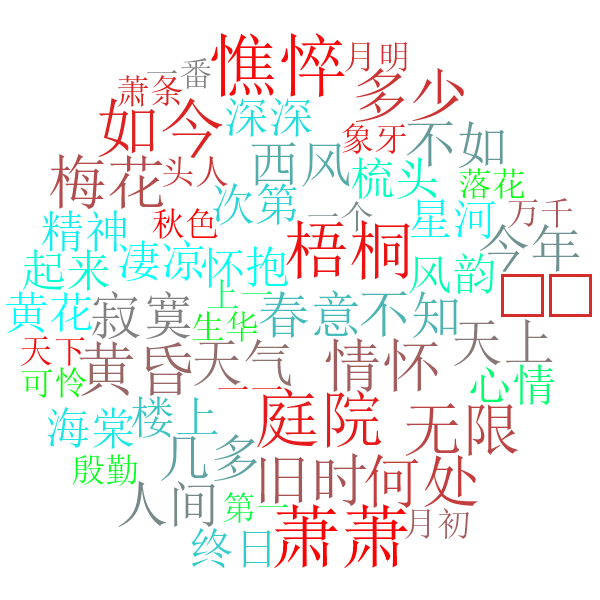 一番
憔悴
月明
萧条
多少
如今
深深
象牙
不如
西风
梅花
头人
梳头
落花
次第
一个
万千
秋色
星河
精神
梧桐
今年
凄凉
怀抱
起来
风韵
□□
上一
黄花
寂寞
生华
春意
不知
天上
天下
黄昏
天气
情怀
可怜
一一
心情
海棠
楼上
庭院
无限
几多
殷勤
旧时
何处
人间
第一
月初
终日
萧萧